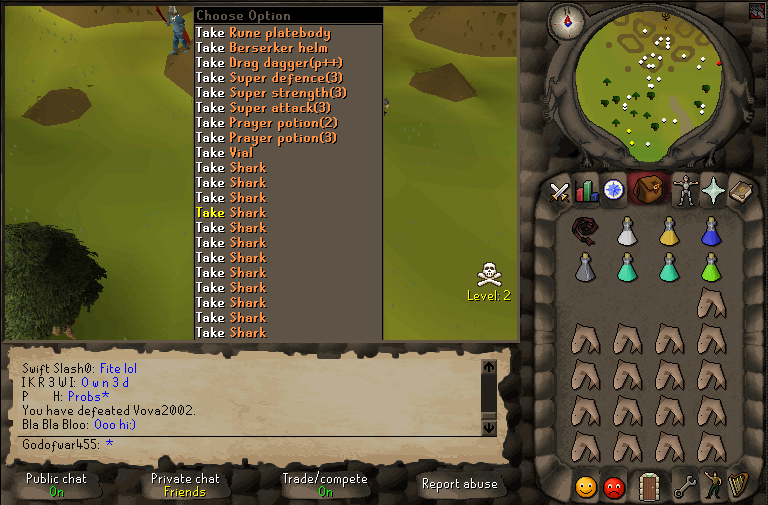 Choose Option
Take Rune platebody
Take Berserker helm
Take Drag dagger(p++)
Take Super defence(3)
Take Super strength(3)
Take Super attack(3)
Take Prayer potion(2)
Take Prayer potion(3)
Take Vial
Take Shark
Take Shark
Take Shark
Take Shark
Take Shark
Take Shark
Take Shark
Take Shark
Take Shark
Take Shark
Take Shark
Take Shark
Level: 2
Swift Slash0: Fite lol
I K R 3 W I: O w n 3 d
P H: Probs*
You have defeated Vova2002.
Bla Bla Bloo: Ooo hi:)
Godofwar455: *
Public chat
On
Private chat
Friends
Trade/compete
On
Report abuse